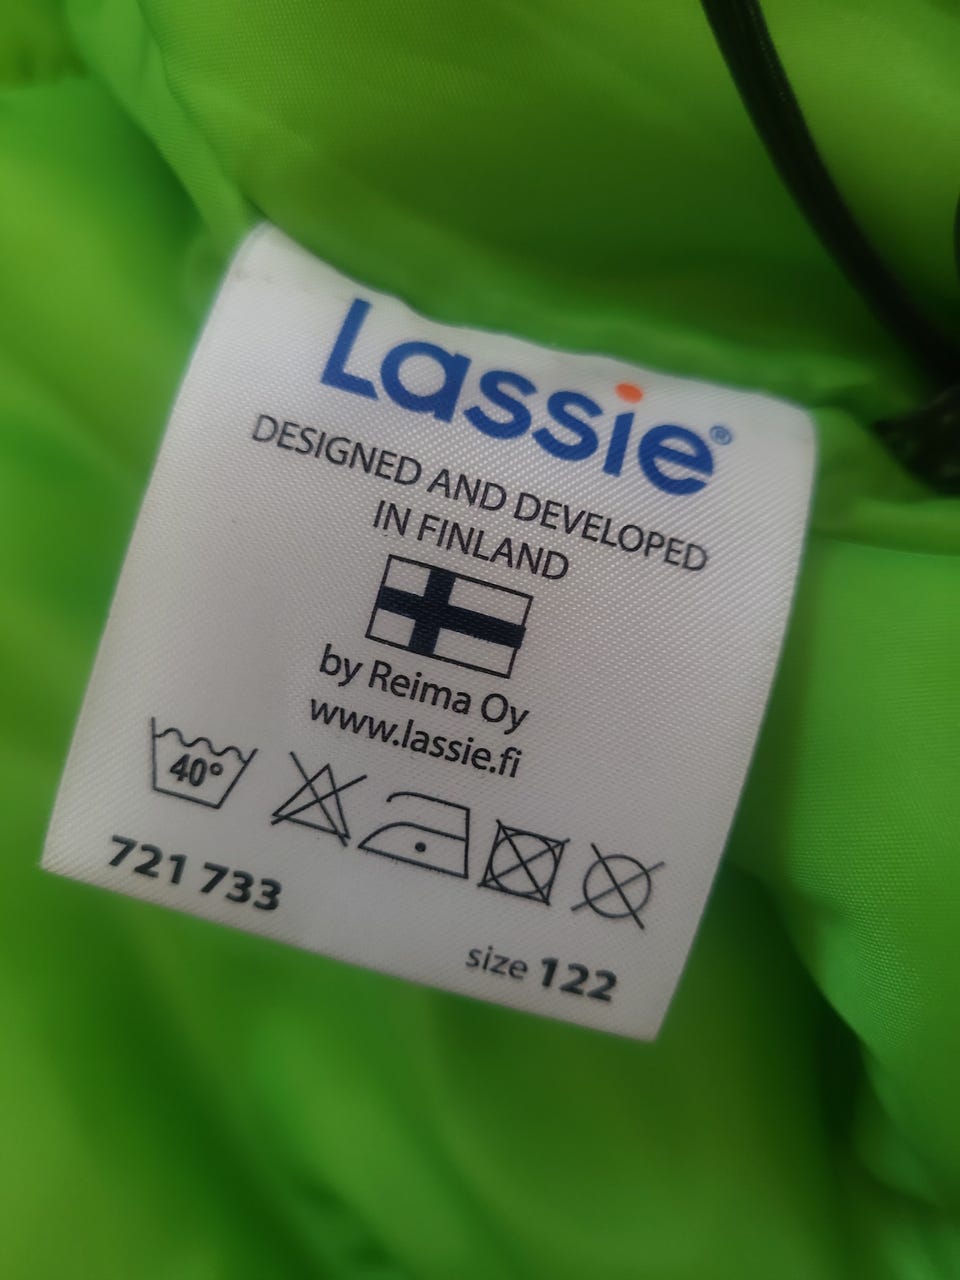 Lassie®
DESIGNED AND DEVELOPED
IN FINLAND
by Reima Oy
www.lassie.fi
40°
721 733
size 122